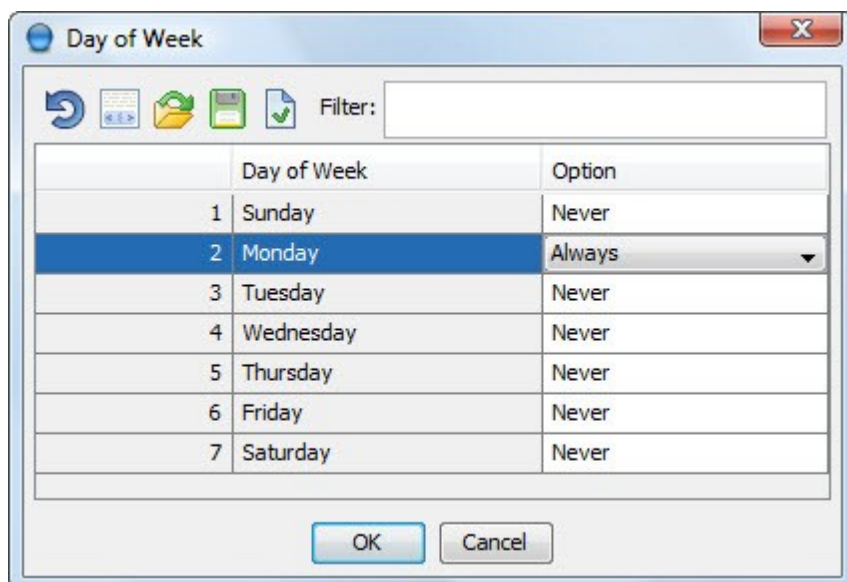 Day of Week
Filter:
Day of Week Option
1 Sunday Never
2 Monday Always
3 Tuesday Never
4 Wednesday Never
5 Thursday Never
6 Friday Never
7 Saturday Never
OK Cancel